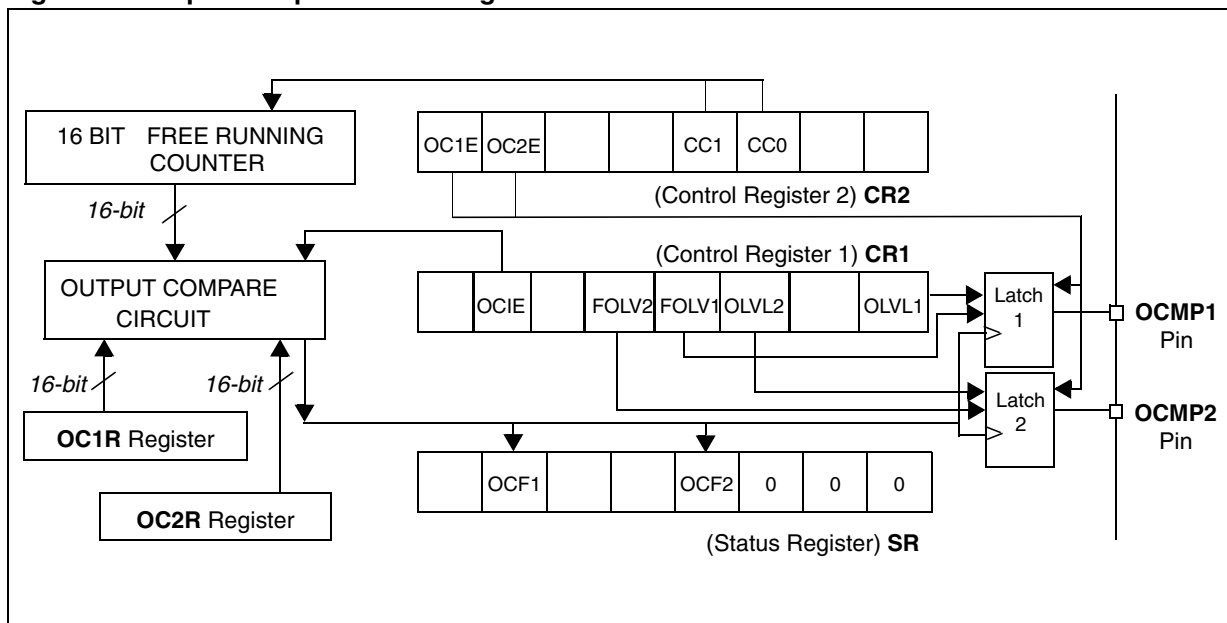 16 BIT FREE RUNNING
COUNTER
16-bit
OUTPUT COMPARE
CIRCUIT
16-bit
16-bit
OC1R Register
OC2R Register
OC1E OC2E CC1 CC0
(Control Register 2) CR2
(Control Register 1) CR1
OCIE FOLV2 FOLV1 OLVL2 OLVL1
Latch
1
OCMP1
Pin
Latch
2
OCMP2
Pin
OCF1 OCF2 0 0 0
(Status Register) SR